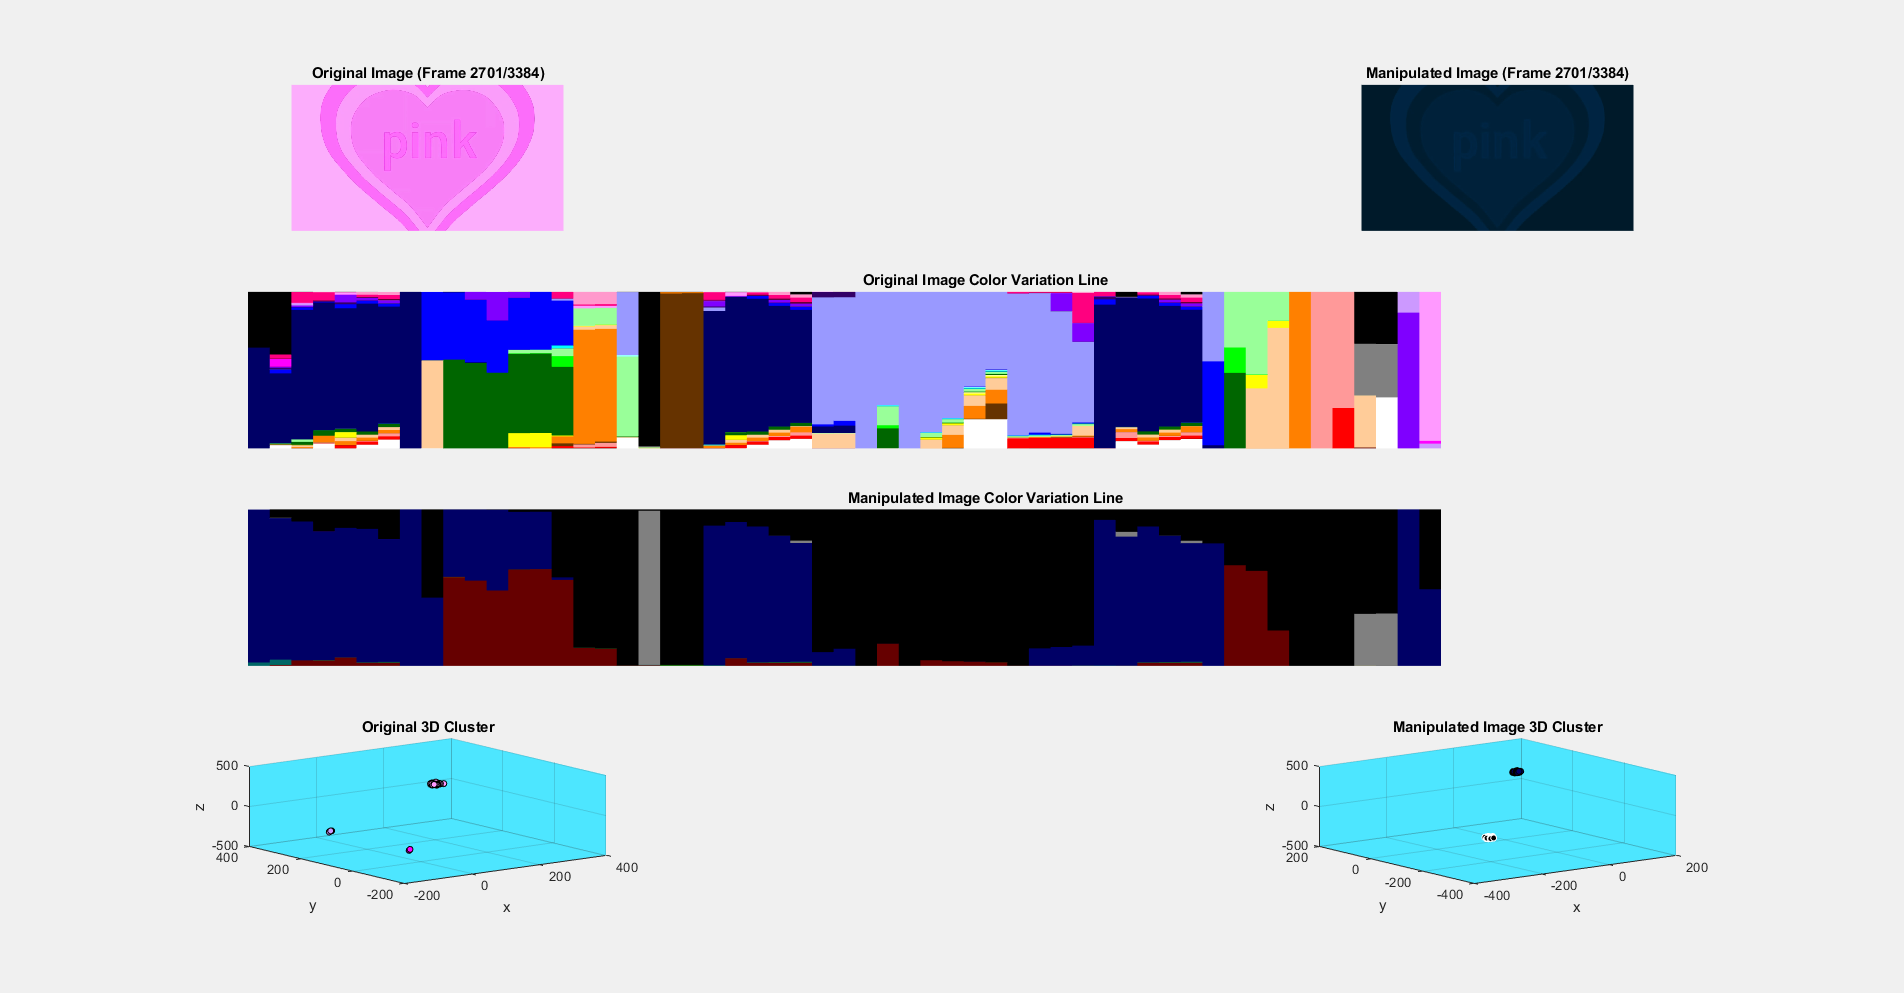 Original Image (Frame 2701/3384)
Manipulated Image (Frame 2701/3384)
pink
pink
Original Image Color Variation Line
Manipulated Image Color Variation Line
Original 3D Cluster
500
0
-500
z
400
200
0
-200
y
-200
0
200
400
x
Manipulated Image 3D Cluster
500
0
-500
z
200
0
-200
-400
y
-400
-200
0
200
x